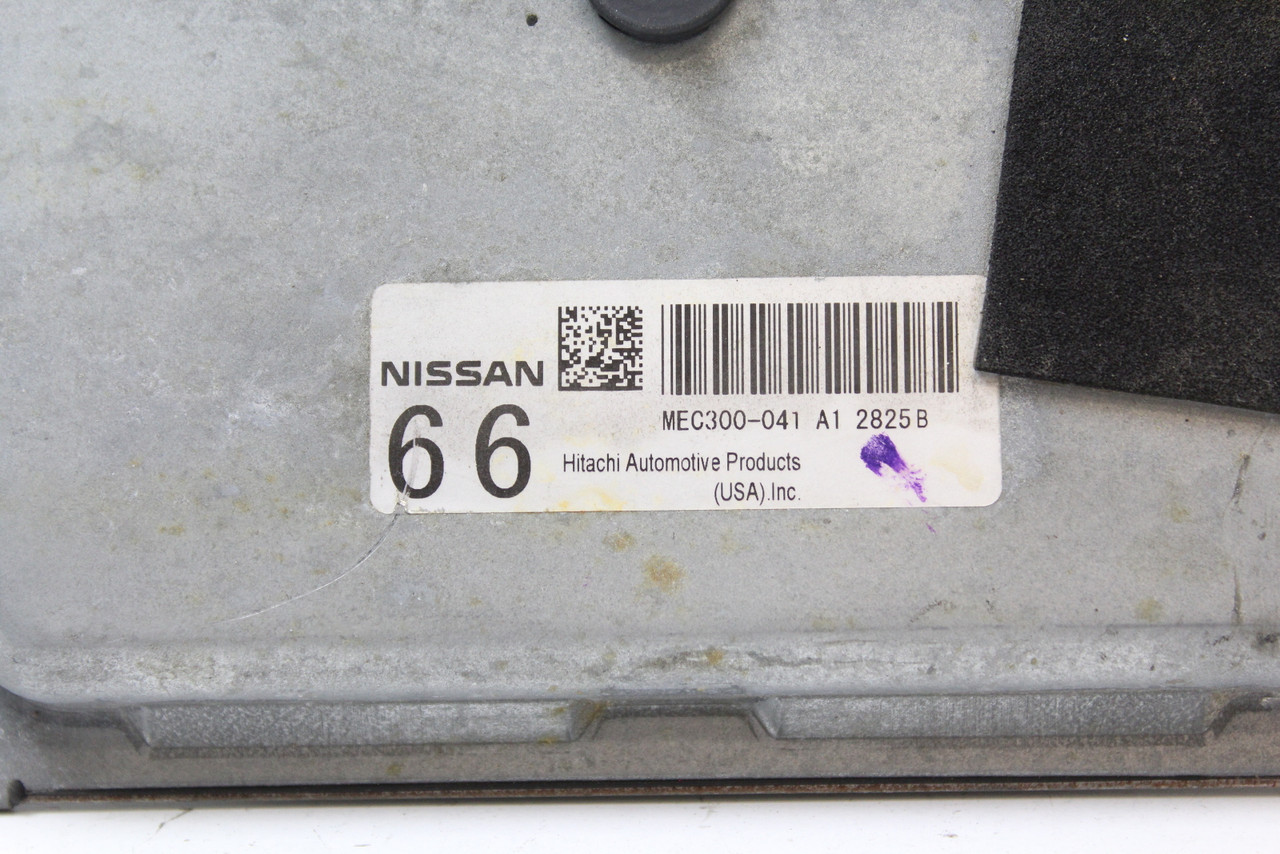 NISSAN
66
MEC300-041 A1 2825B
Hitachi Automotive Products
(USA).Inc.